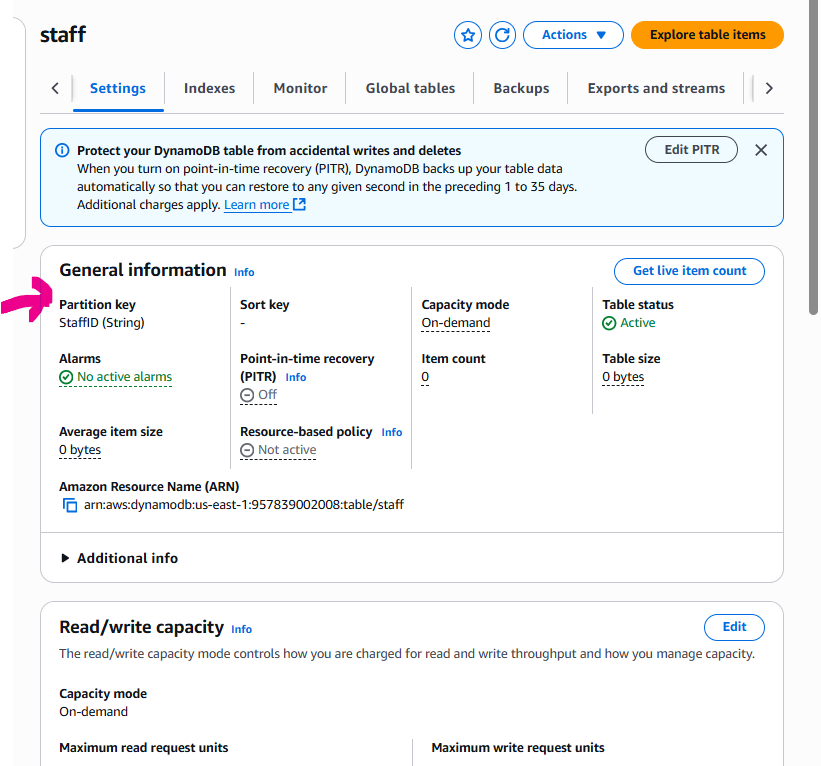 staff
Actions
Explore table items
Settings
Indexes
Monitor
Global tables
Backups
Exports and streams
Protect your DynamoDB table from accidental writes and deletes
When you turn on point-in-time recovery (PITR), DynamoDB backs up your table data
automatically so that you can restore to any given second in the preceding 1 to 35 days.
Additional charges apply. Learn more
Edit PITR
General information Info
Get live item count
Partition key
StaffID (String)
Sort key
-
Capacity mode
On-demand
Table status
Active
Alarms
No active alarms
Point-in-time recovery
(PITR) Info
Off
Item count
0
Table size
0 bytes
Average item size
0 bytes
Resource-based policy Info
Not active
Amazon Resource Name (ARN)
arn:aws:dynamodb:us-east-1:957839002008:table/staff
Additional info
Read/write capacity Info
Edit
The read/write capacity mode controls how you are charged for read and write throughput and how you manage capacity.
Capacity mode
On-demand
Maximum read request units
Maximum write request units